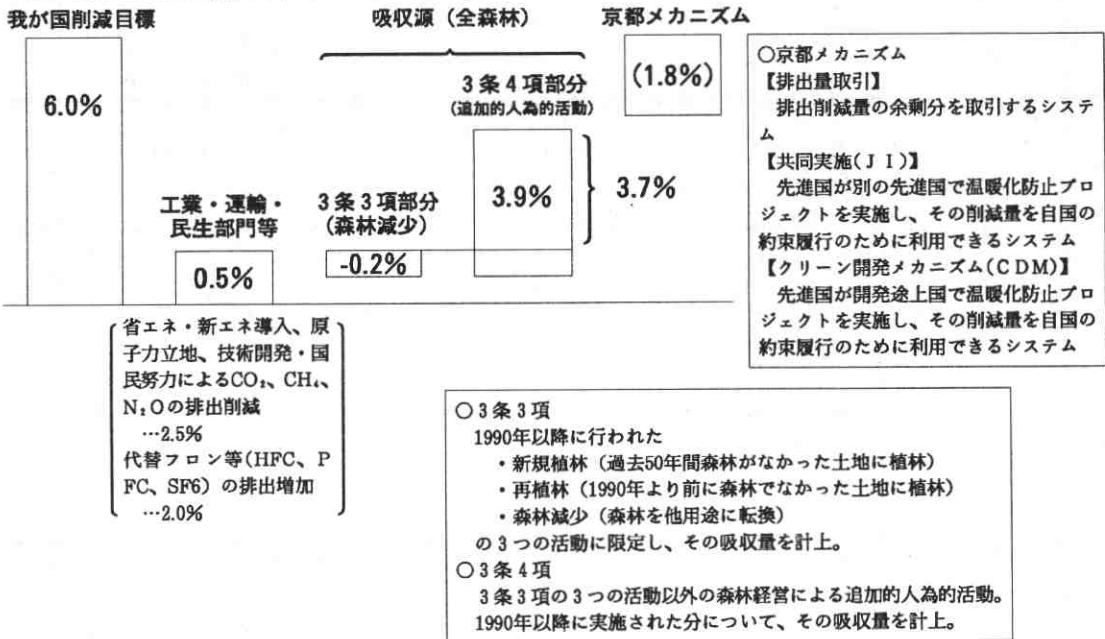 我が国削減目標
吸収源（全森林）
京都メカニズム
6.0%
工業・運輸・
民生部門等
0.5%
3条3項部分
（森林減少）
-0.2%
3条4項部分
（追加的人為的活動）
3.9%
3.7%
(1.8%)
○京都メカニズム
【排出量取引】
排出削減量の余剰分を取引するシステ
ム
【共同実施(ＪＩ)】
先進国が別の先進国で温暖化防止プロ
ジェクトを実施し、その削減量を自国の
約束履行のために利用できるシステム
【クリーン開発メカニズム(ＣＤＭ)】
先進国が開発途上国で温暖化防止プロ
ジェクトを実施し、その削減量を自国の
約束履行のために利用できるシステム
省エネ・新エネ導入、原
子力立地、技術開発・国
民努力によるCO₂、CH₄、
N₂Oの排出削減
…2.5%
代替フロン等(HFC、P
FC、SF6）の排出増加
…2.0%
○3条3項
1990年以降に行われた
・新規植林（過去50年間森林がなかった土地に植林）
・再植林（1990年より前に森林でなかった土地に植林）
・森林減少（森林を他用途に転換）
の3つの活動に限定し、その吸収量を計上。
○3条4項
3条3項の3つの活動以外の森林経営による追加的人為的活動。
1990年以降に実施された分について、その吸収量を計上。